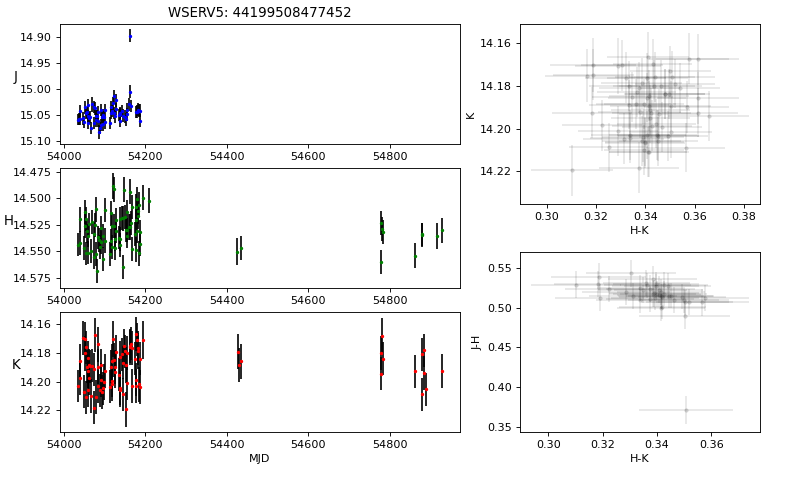 WSERV5: 44199508477452
14.90
14.95
15.00
15.05
15.10
J
54000 54200 54400 54600 54800
14.475
14.500
14.525
14.550
14.575
H
54000 54200 54400 54600 54800
14.16
14.18
14.20
14.22
K
54000 54200 54400 54600 54800
MJD
14.16
14.18
14.20
14.22
K
0.30 0.32 0.34 0.36 0.38
H-K
0.55
0.50
0.45
0.40
0.35
J-H
0.30 0.32 0.34 0.36
H-K